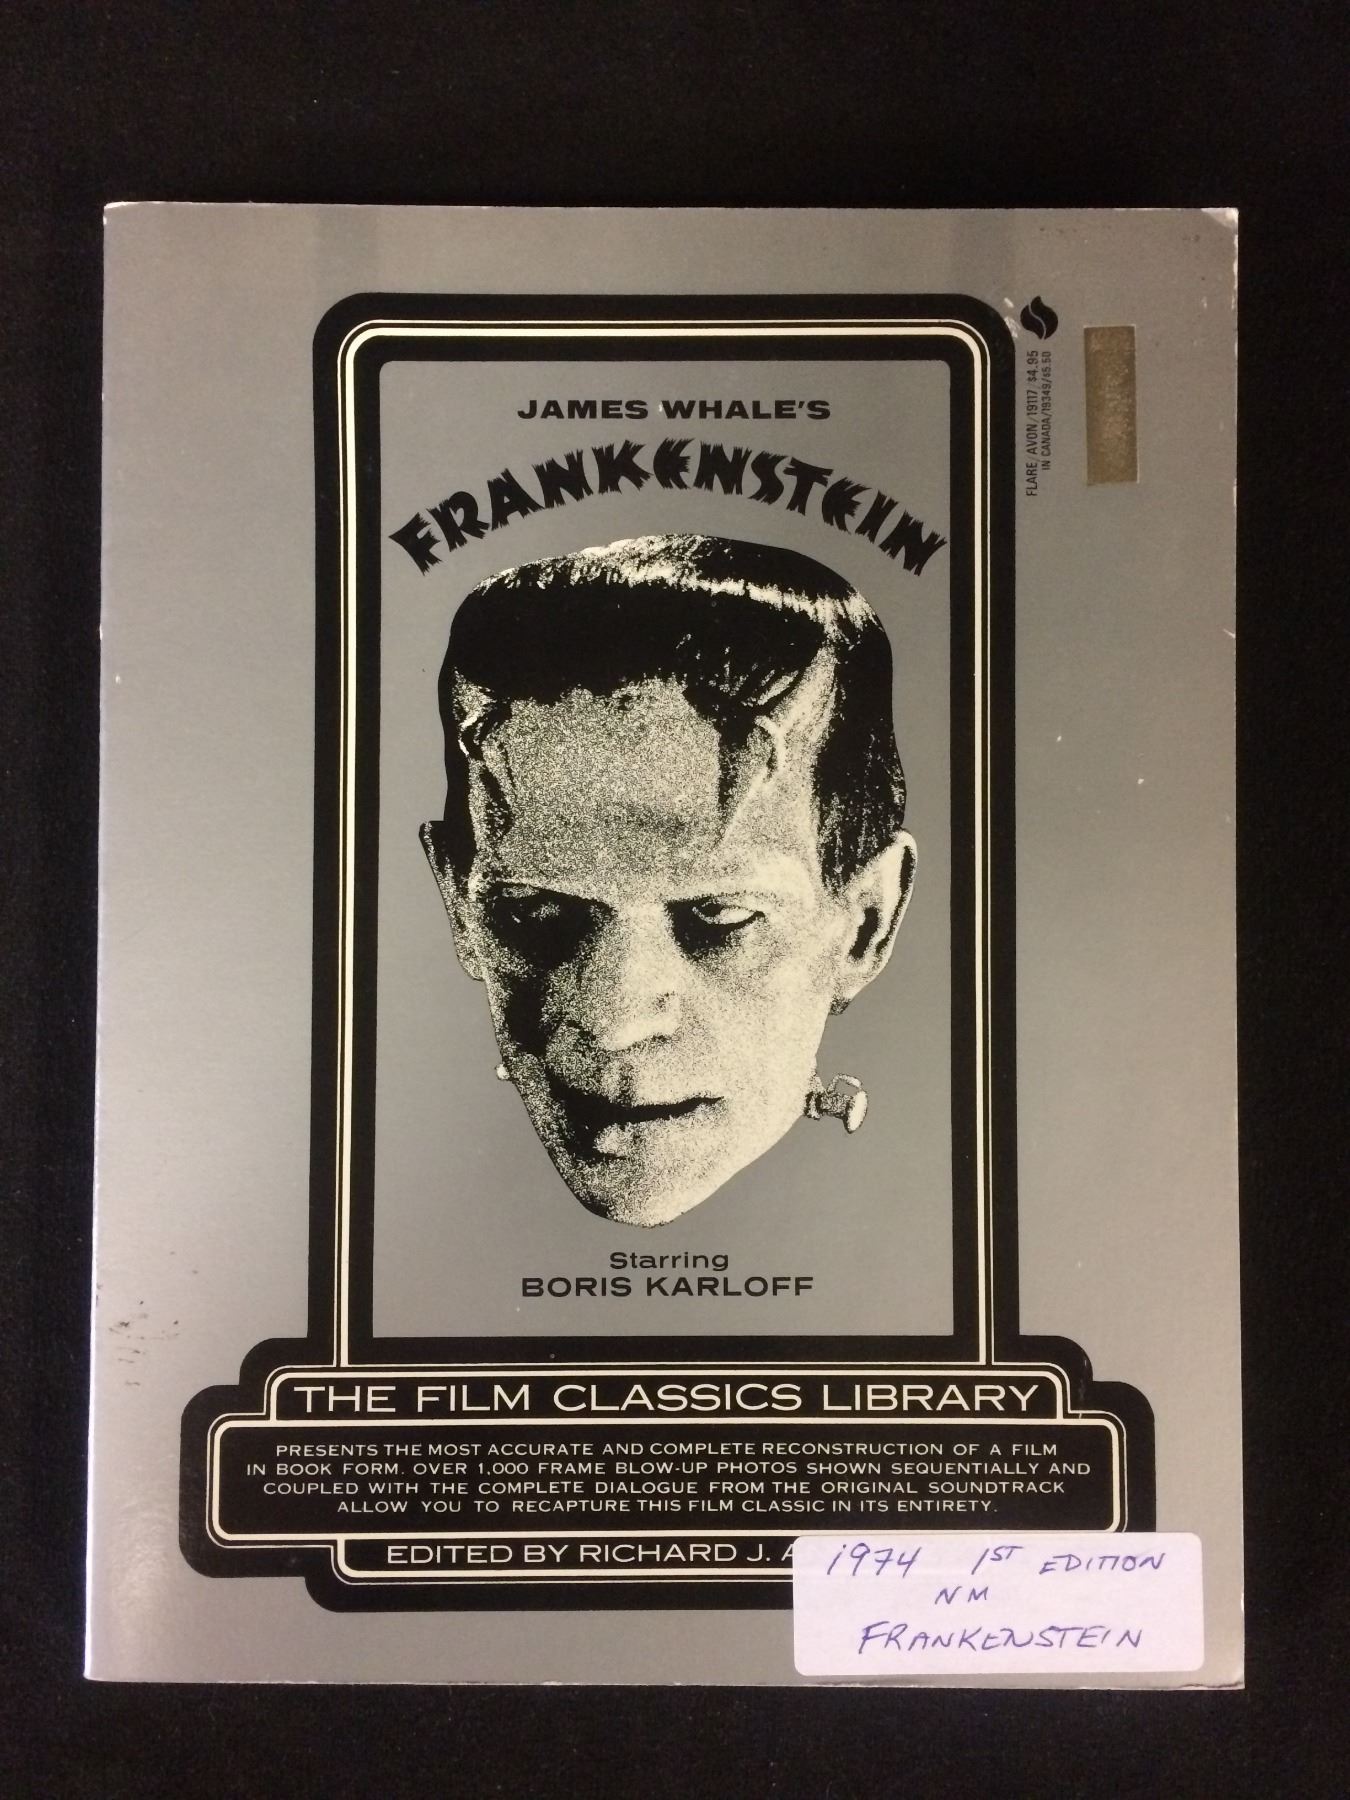 FLARE/AVON/19117/$4.95
IN CANADA/19349/$5.50
JAMES WHALE'S
FRANKENSTEIN
Starring
BORIS KARLOFF
THE FILM CLASSICS LIBRARY
PRESENTS THE MOST ACCURATE AND COMPLETE RECONSTRUCTION OF A FILM
IN BOOK FORM. OVER 1,000 FRAME BLOW-UP PHOTOS SHOWN SEQUENTIALLY AND
COUPLED WITH THE COMPLETE DIALOGUE FROM THE ORIGINAL SOUNDTRACK
ALLOW YOU TO RECAPTURE THIS FILM CLASSIC IN ITS ENTIRETY.
EDITED BY RICHARD J. A
1974 1ST EDITION
NM
FRANKENSTEIN